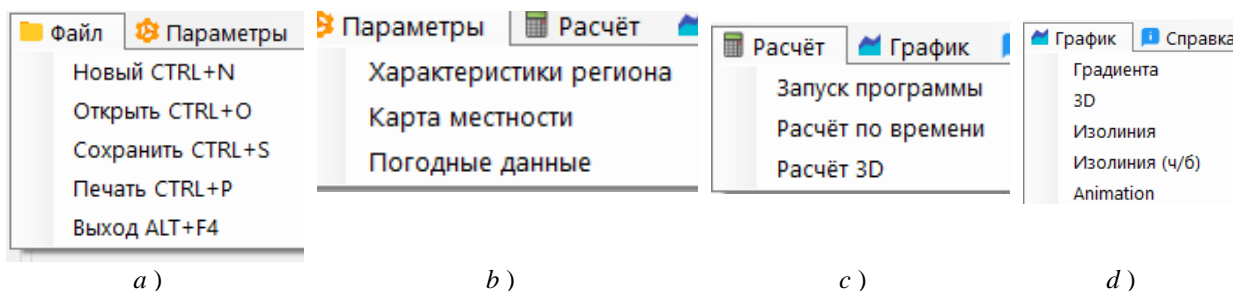 Файл Параметры
Новый CTRL+N
Открыть CTRL+O
Сохранить CTRL+S
Печать CTRL+P
Выход ALT+F4
a )
Параметры Расчёт
Характеристики региона
Карта местности
Погодные данные
b )
Расчёт График
Запуск программы
Расчёт по времени
Расчёт 3D
c )
График Справка
Градиента
3D
Изолиния
Изолиния (ч/б)
Animation
d )